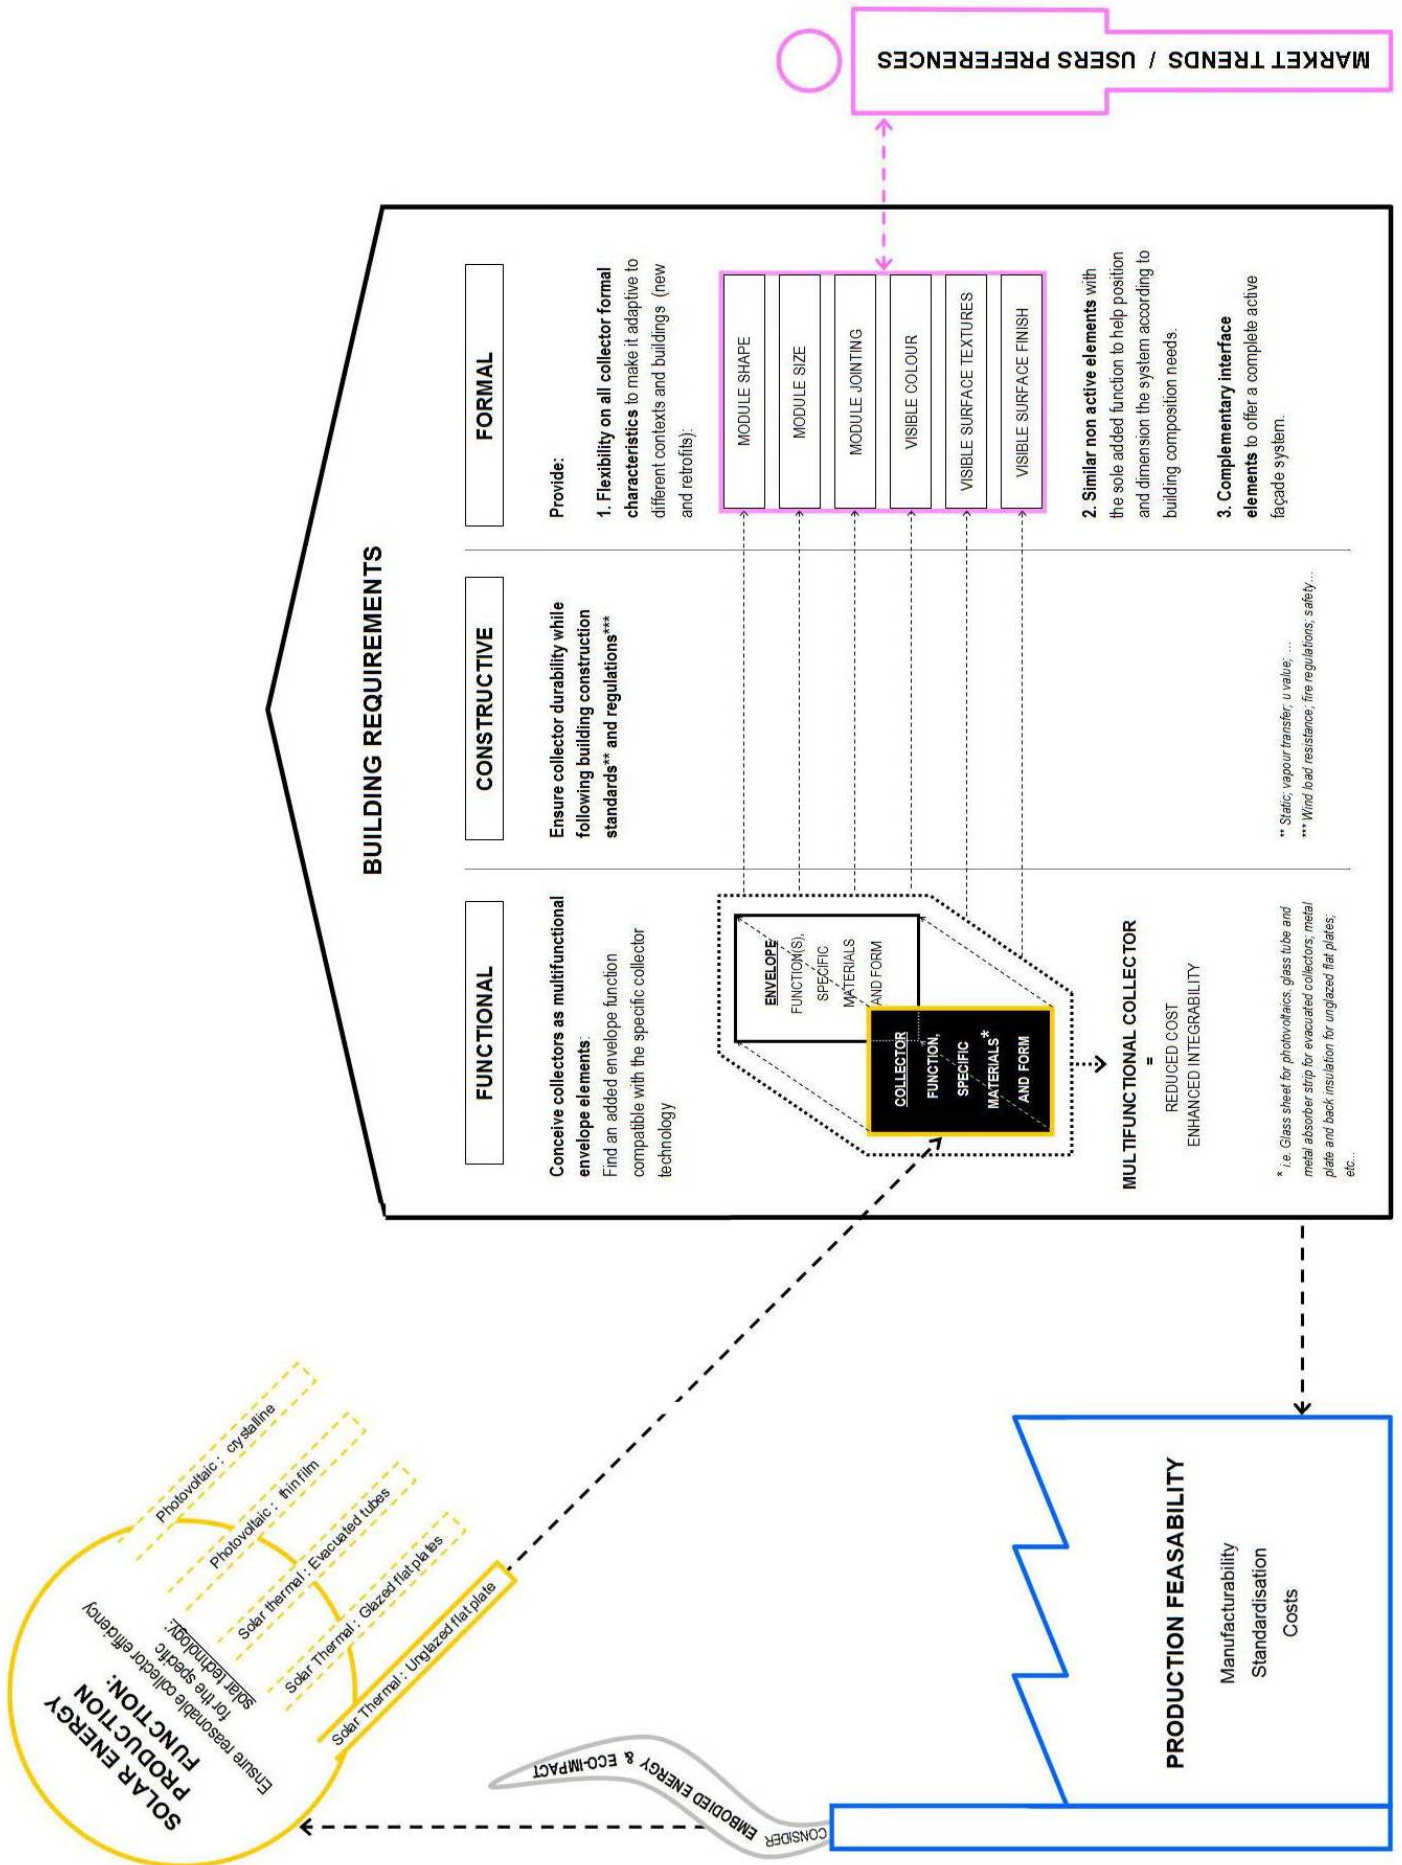 SOLAR ENERGY
PRODUCTION
FUNCTION:
Ensure reasonable collector efficiency
for the specific
solar technology:
Photovoltaic : crystalline
Photovoltaic : thin film
Solar thermal : Evacuated tubes
Solar Thermal : Glazed flat plates
Solar Thermal : Unglazed flat plate
CONSIDER EMBODIED ENERGY & ECO-IMPACT
PRODUCTION FEASABILITY
Manufacturability
Standardisation
Costs
BUILDING REQUIREMENTS
FUNCTIONAL
Conceive collectors as multifunctional
envelope elements:
Find an added envelope function
compatible with the specific collector
technology
ENVELOPE
FUNCTION(S),
SPECIFIC
MATERIALS
AND FORM
COLLECTOR
FUNCTION,
SPECIFIC
MATERIALS*
AND FORM
MULTIFUNCTIONAL COLLECTOR
=
REDUCED COST
ENHANCED INTEGRABILITY
* i.e. Glass sheet for photovoltaics, glass tube and
metal absorber strip for evacuated collectors; metal
plate and back insulation for unglazed flat plates;
etc...
CONSTRUCTIVE
Ensure collector durability while
following building construction
standards** and regulations***
** Static; vapour transfer; u value; ...
*** Wind load resistance; fire regulations; safety...
FORMAL
Provide:
1. Flexibility on all collector formal
characteristics to make it adaptive to
different contexts and buildings (new
and retrofits):
MODULE SHAPE
MODULE SIZE
MODULE JOINTING
VISIBLE COLOUR
VISIBLE SURFACE TEXTURES
VISIBLE SURFACE FINISH
2. Similar non active elements with
the sole added function to help position
and dimension the system according to
building composition needs.
3. Complementary interface
elements to offer a complete active
façade system.
MARKET TRENDS / USERS PREFERENCES